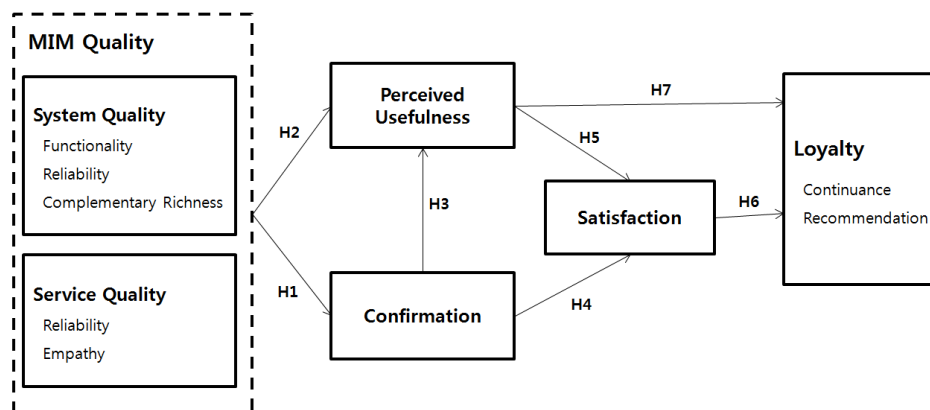 MIM Quality
System Quality
Functionality
Reliability
Complementary Richness
Service Quality
Reliability
Empathy
H2
H1
Perceived
Usefulness
H3
Confirmation
H7
H5
H4
Satisfaction
H6
Loyalty
Continuance
Recommendation